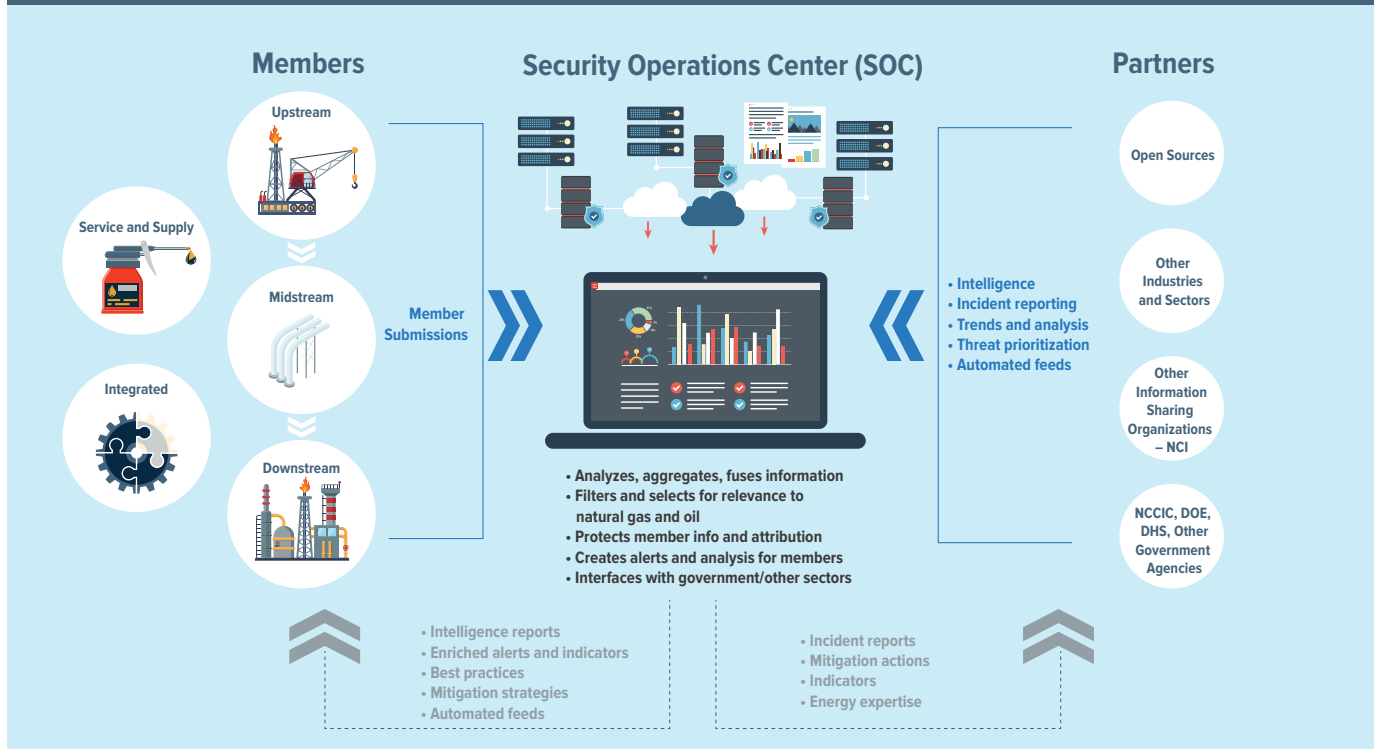 Members
Security Operations Center (SOC)
Partners
Upstream
Service and Supply
Midstream
Integrated
Downstream
Member
Submissions
• Intelligence
• Incident reporting
• Trends and analysis
• Threat prioritization
• Automated feeds
Open Sources
Other
Industries
and Sectors
Other
Information
Sharing
Organizations
– NCI
NCCIC, DOE,
DHS, Other
Government
Agencies
• Analyzes, aggregates, fuses information
• Filters and selects for relevance to
natural gas and oil
• Protects member info and attribution
• Creates alerts and analysis for members
• Interfaces with government/other sectors
• Intelligence reports
• Enriched alerts and indicators
• Best practices
• Mitigation strategies
• Automated feeds
• Incident reports
• Mitigation actions
• Indicators
• Energy expertise